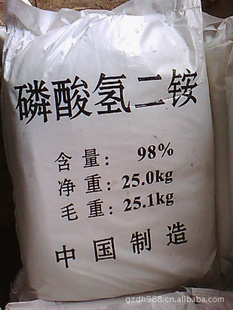 磷酸氢二铵
含量: 98%
净重: 25.0kg
毛重: 25.1kg
中国制造
gzdh988.cn.alibaba.com